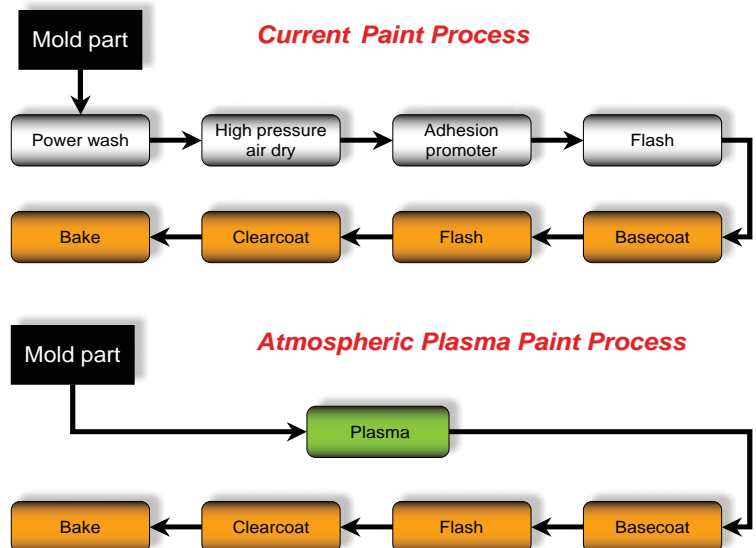 Mold part
Current Paint Process
Power wash
High pressure
air dry
Adhesion
promoter
Flash
Bake
Clearcoat
Flash
Basecoat
Mold part
Atmospheric Plasma Paint Process
Plasma
Bake
Clearcoat
Flash
Basecoat